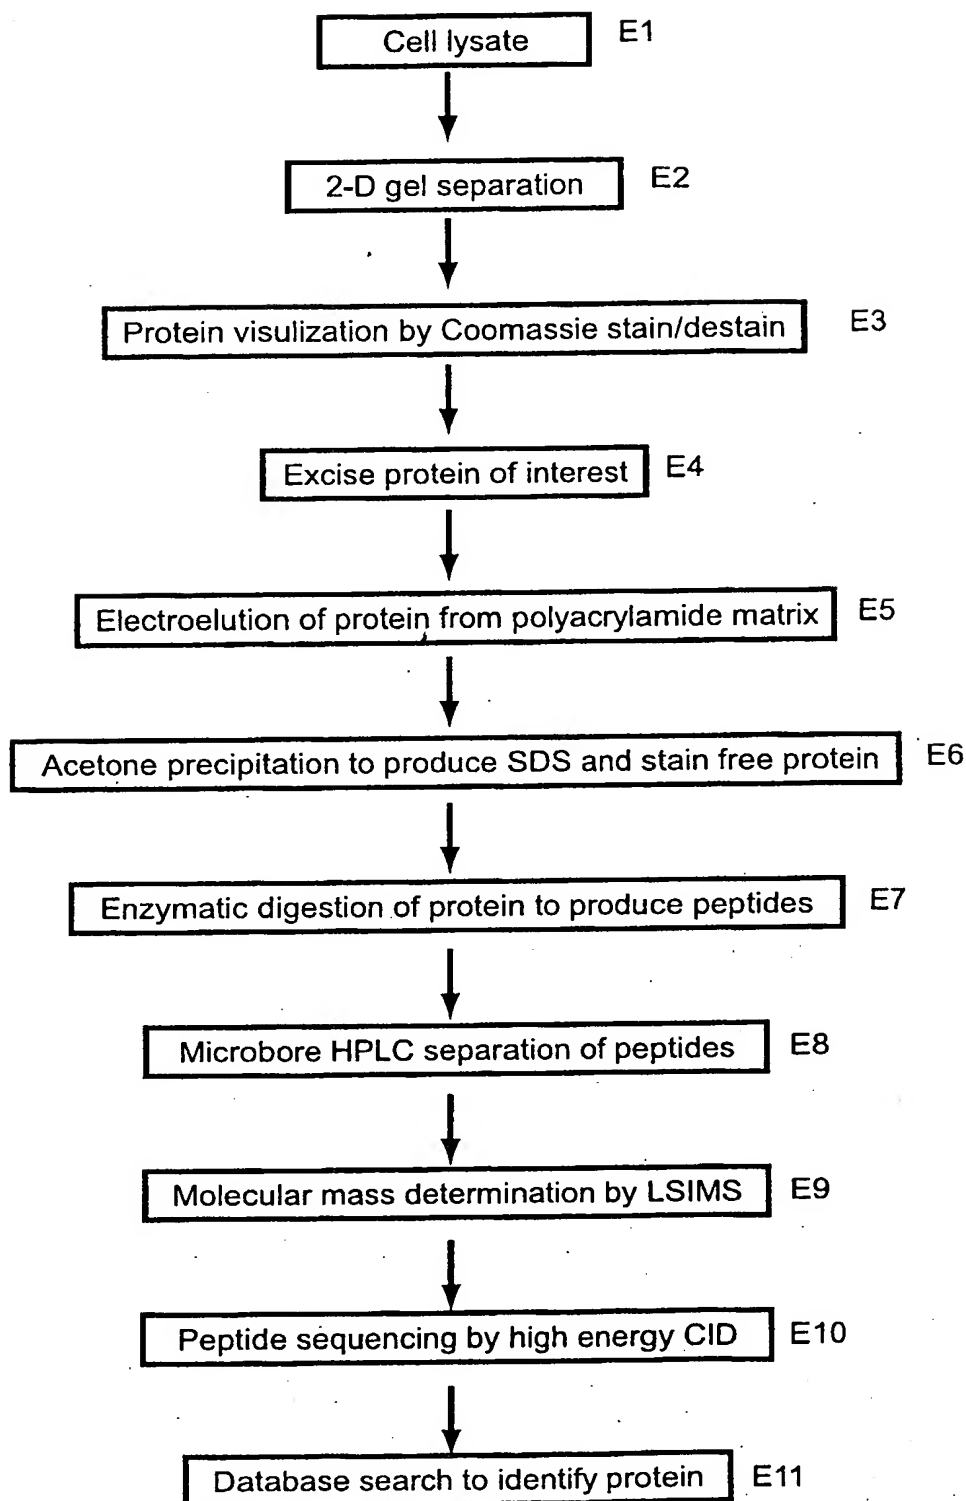 Cell lysate E1
2-D gel separation E2
Protein visulization by Coomassie stain/destain E3
Excise protein of interest E4
Electroelution of protein from polyacrylamide matrix E5
Acetone precipitation to produce SDS and stain free protein E6
Enzymatic digestion of protein to produce peptides E7
Microbore HPLC separation of peptides E8
Molecular mass determination by LSIMS E9
Peptide sequencing by high energy CID E10
Database search to identify protein E11